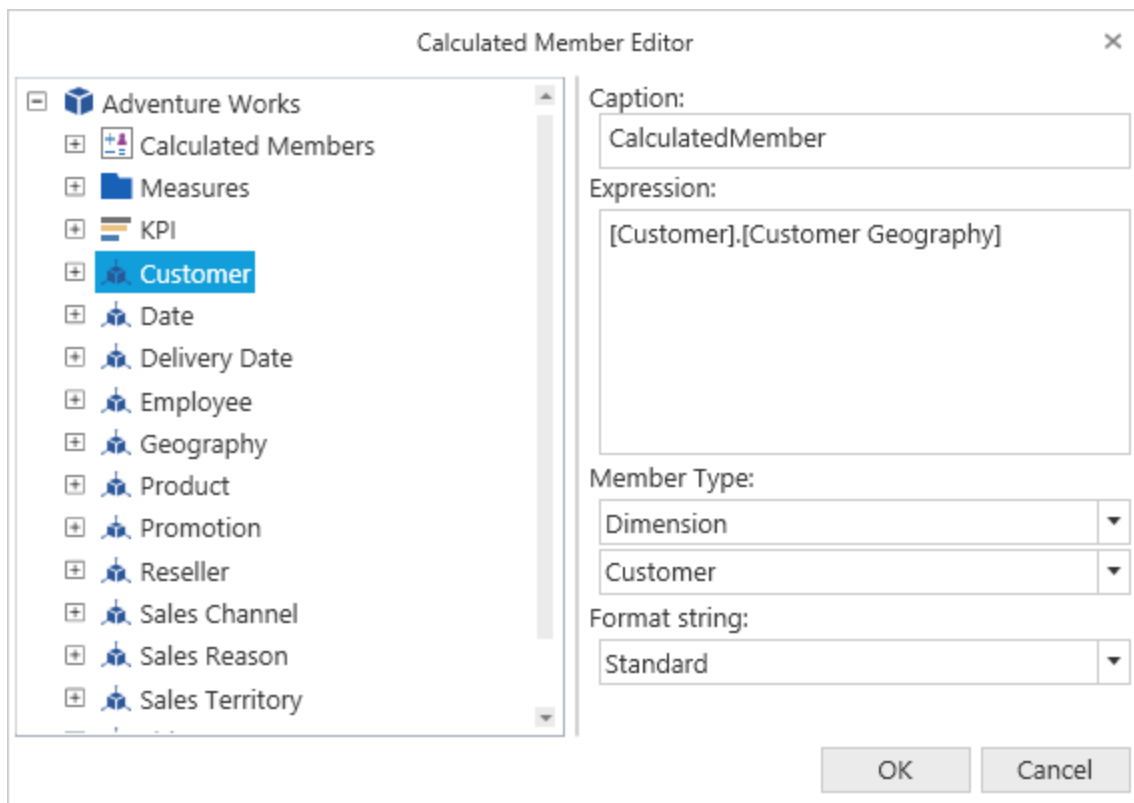 Calculated Member Editor
Adventure Works
Calculated Members
Measures
KPI
Customer
Date
Delivery Date
Employee
Geography
Product
Promotion
Reseller
Sales Channel
Sales Reason
Sales Territory
Caption:
CalculatedMember
Expression:
[Customer].[Customer Geography]
Member Type:
Dimension
Customer
Format string:
Standard
OK
Cancel